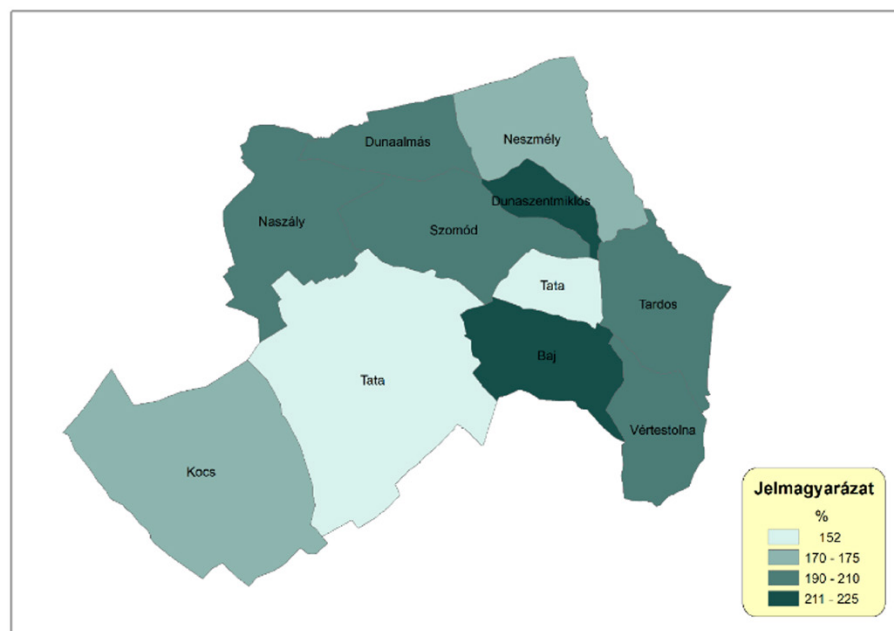 Neszmély
Dunaalmás
Dunaszentmiklós
Naszály
Szomód
Tata
Tardos
Baj
Tata
Vértestolna
Kocs
Jelmagyarázat
%
152
170 - 175
190 - 210
211 - 225